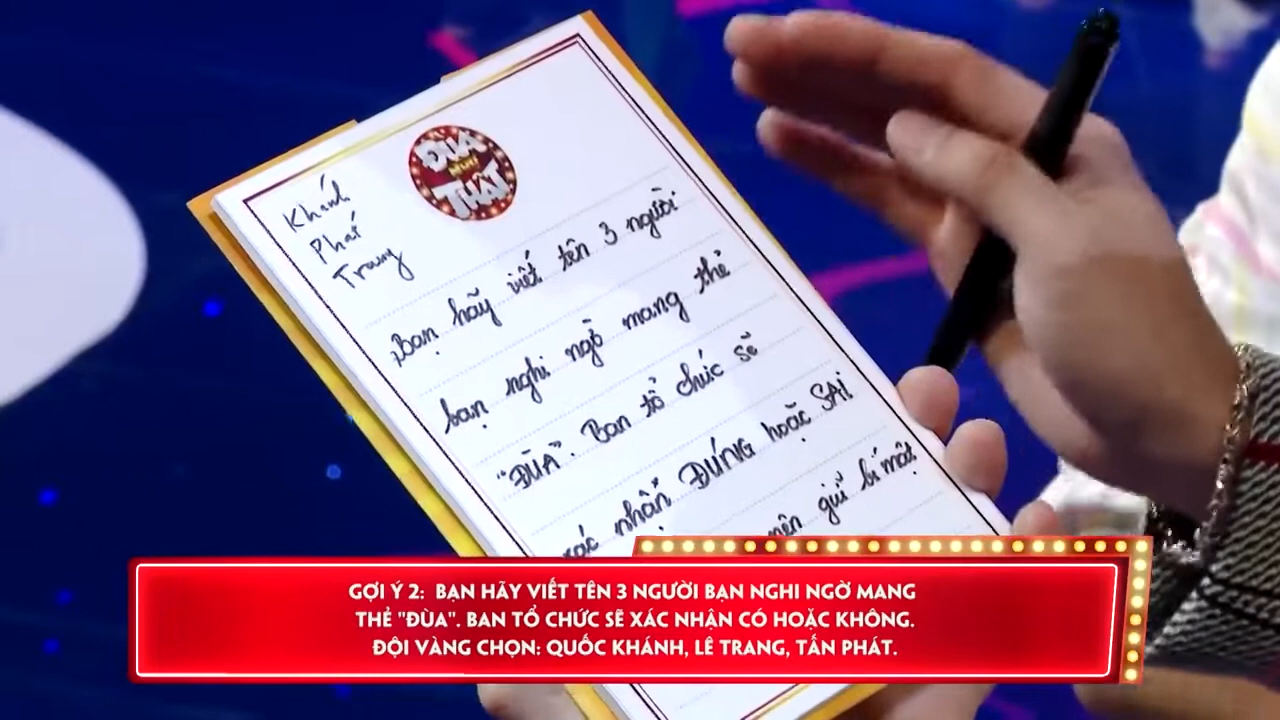 ĐÙA
THẬT
Khánh
Phát
Trang
Bạn hãy viết tên 3 người
bạn nghi ngờ mang thẻ
"ĐÙA". Ban tổ chức sẽ
xác nhận ĐÚNG hoặc SAI
nên giữ bí mật
GỢI Ý 2: BẠN HÃY VIẾT TÊN 3 NGƯỜI BẠN NGHI NGỜ MANG
THẺ "ĐÙA". BAN TỔ CHỨC SẼ XÁC NHẬN CÓ HOẶC KHÔNG.
ĐỘI VÀNG CHỌN: QUỐC KHÁNH, LÊ TRANG, TẤN PHÁT.